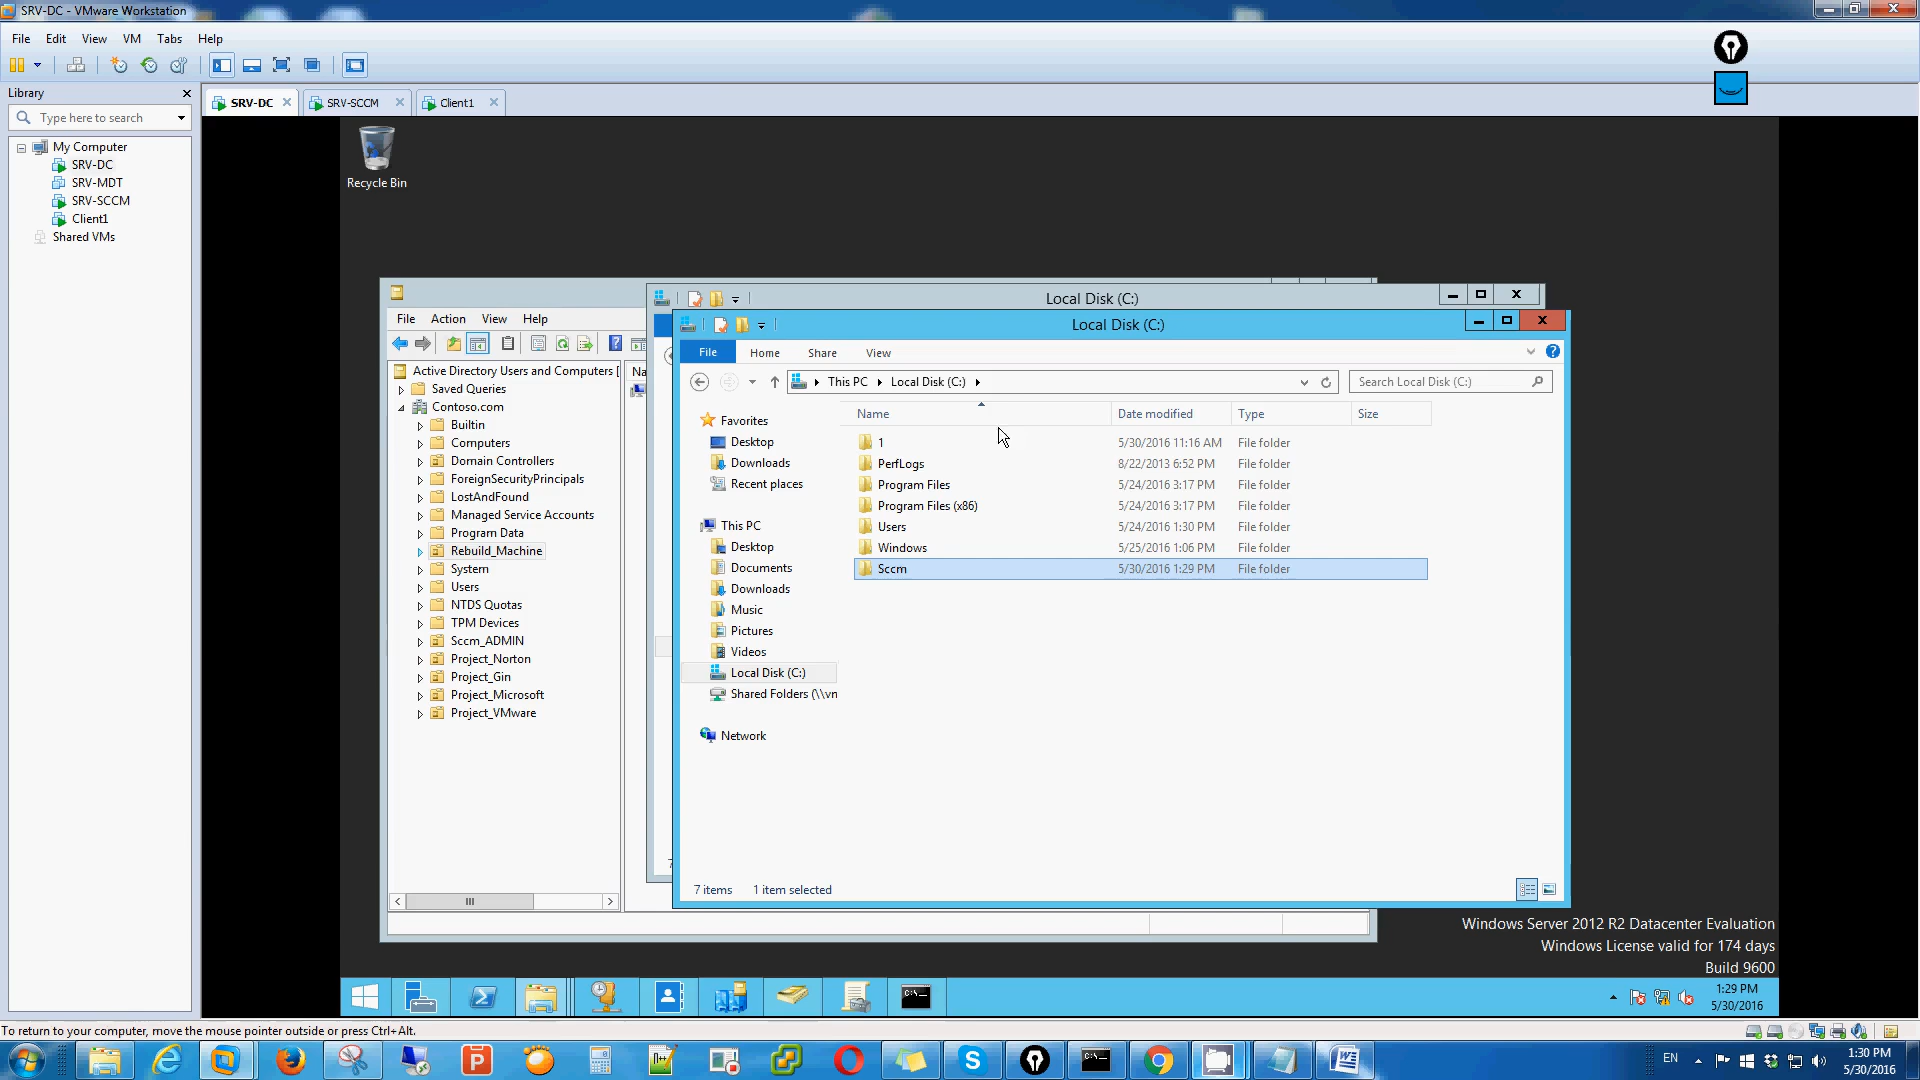 SRV-DC - VMware Workstation
File Edit View VM Tabs Help
Library
Type here to search
My Computer
SRV-DC
SRV-MDT
SRV-SCCM
Client1
Shared VMs
SRV-DC SRV-SCCM Client1
Recycle Bin
File Action View Help
Active Directory Users and Computers [
Saved Queries
Contoso.com
Builtin
Computers
Domain Controllers
ForeignSecurityPrincipals
LostAndFound
Managed Service Accounts
Program Data
Rebuild_Machine
System
Users
NTDS Quotas
TPM Devices
Sccm_ADMIN
Project_Norton
Project_Gin
Project_Microsoft
Project_VMware
Na
Local Disk (C:)
Local Disk (C:)
File Home Share View
This PC Local Disk (C:)
Search Local Disk (C:)
Favorites
Desktop
Downloads
Recent places
This PC
Desktop
Documents
Downloads
Music
Pictures
Videos
Local Disk (C:)
Shared Folders (\\vn
Network
Name Date modified Type Size
1 5/30/2016 11:16 AM File folder
PerfLogs 8/22/2013 6:52 PM File folder
Program Files 5/24/2016 3:17 PM File folder
Program Files (x86) 5/24/2016 3:17 PM File folder
Users 5/24/2016 1:30 PM File folder
Windows 5/25/2016 1:06 PM File folder
Sccm 5/30/2016 1:29 PM File folder
7 items 1 item selected
Windows Server 2012 R2 Datacenter Evaluation
Windows License valid for 174 days
Build 9600
1:29 PM
5/30/2016
To return to your computer, move the mouse pointer outside or press Ctrl+Alt.
EN
1:30 PM
5/30/2016